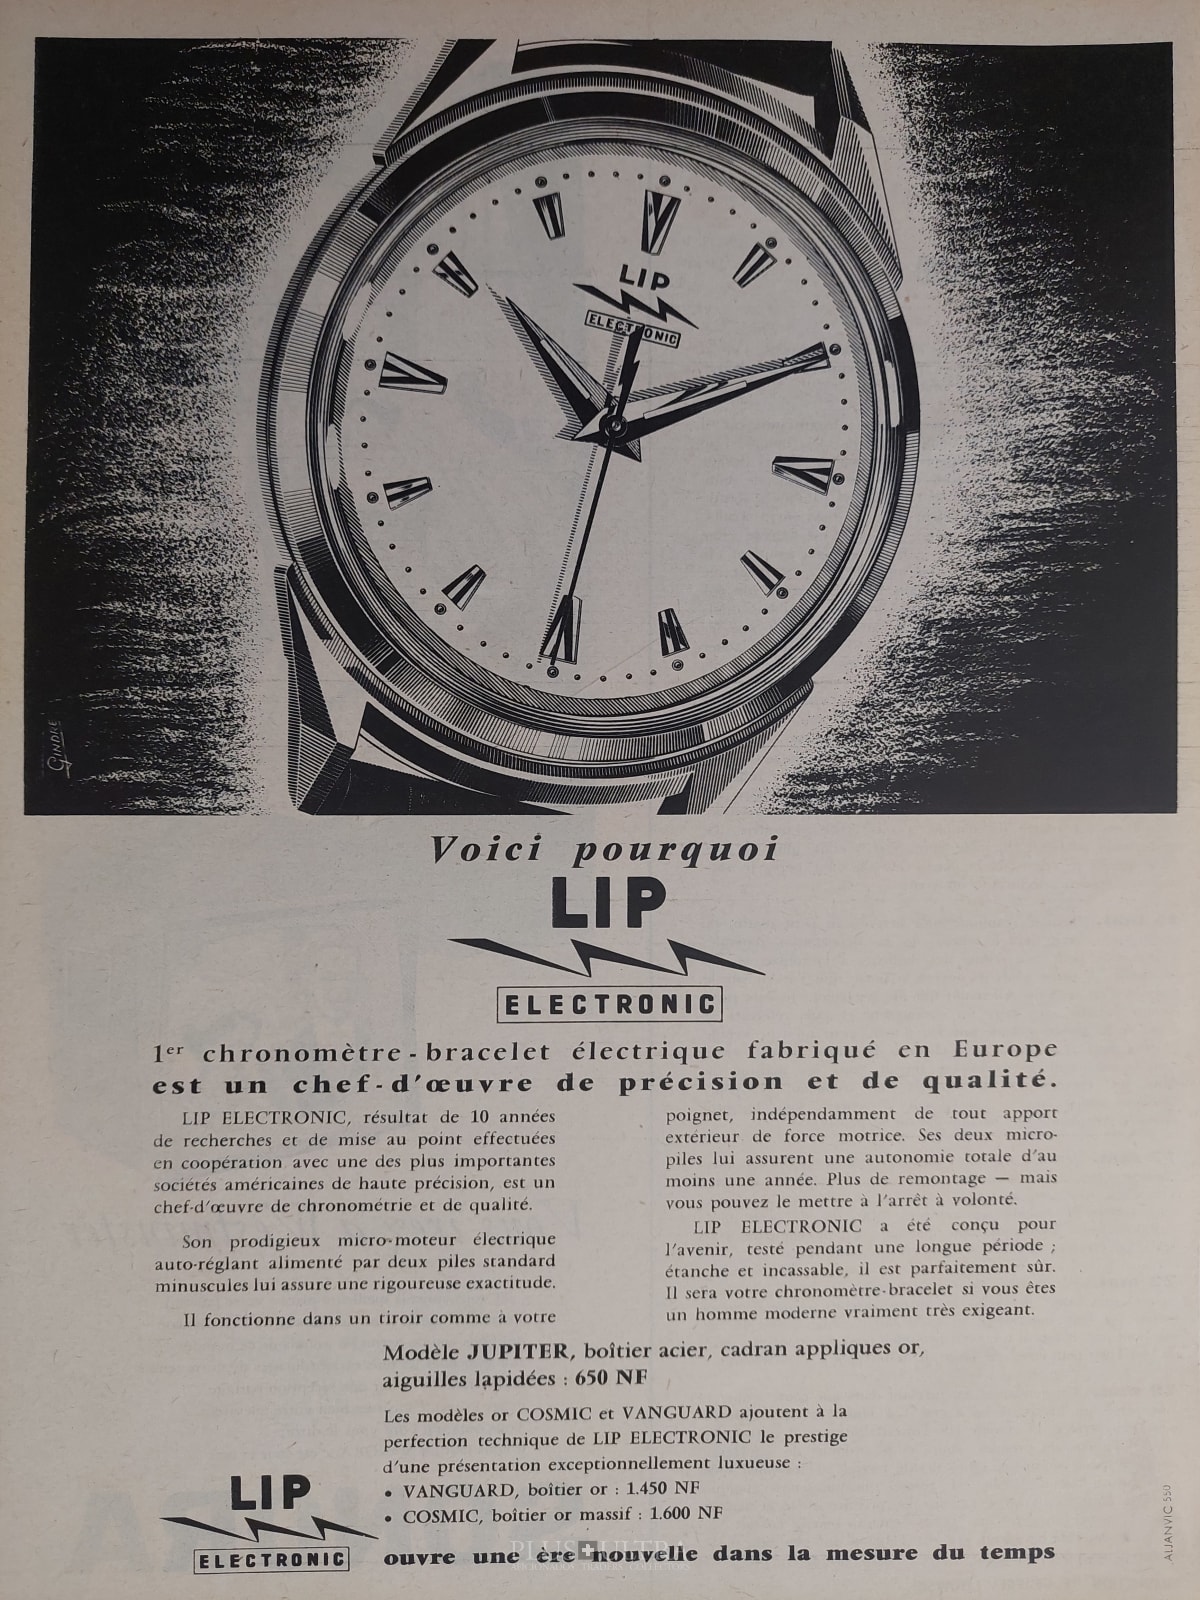 LIP
ELECTRONIC
GINDRE
Voici pourquoi
LIP
ELECTRONIC
1er chronomètre-bracelet électrique fabriqué en Europe
est un chef-d'œuvre de précision et de qualité.
LIP ELECTRONIC, résultat de 10 années
de recherches et de mise au point effectuées
en coopération avec une des plus importantes
sociétés américaines de haute précision, est un
chef-d'œuvre de chronométrie et de qualité.
Son prodigieux micro-moteur électrique
auto-réglant alimenté par deux piles standard
minuscules lui assure une rigoureuse exactitude.
Il fonctionne dans un tiroir comme à votre
poignet, indépendamment de tout apport
extérieur de force motrice. Ses deux micro-
piles lui assurent une autonomie totale d'au
moins une année. Plus de remontage — mais
vous pouvez le mettre à l'arrêt à volonté.
LIP ELECTRONIC a été conçu pour
l'avenir, testé pendant une longue période ;
étanche et incassable, il est parfaitement sûr.
Il sera votre chronomètre-bracelet si vous êtes
un homme moderne vraiment très exigeant.
Modèle JUPITER, boîtier acier, cadran appliques or,
aiguilles lapidées : 650 NF
Les modèles or COSMIC et VANGUARD ajoutent à la
perfection technique de LIP ELECTRONIC le prestige
d'une présentation exceptionnellement luxueuse :
• VANGUARD, boîtier or : 1.450 NF
• COSMIC, boîtier or massif : 1.600 NF
LIP
ELECTRONIC
ouvre une ère nouvelle dans la mesure du temps
PLUS ULTRA
ALJANVIC 550